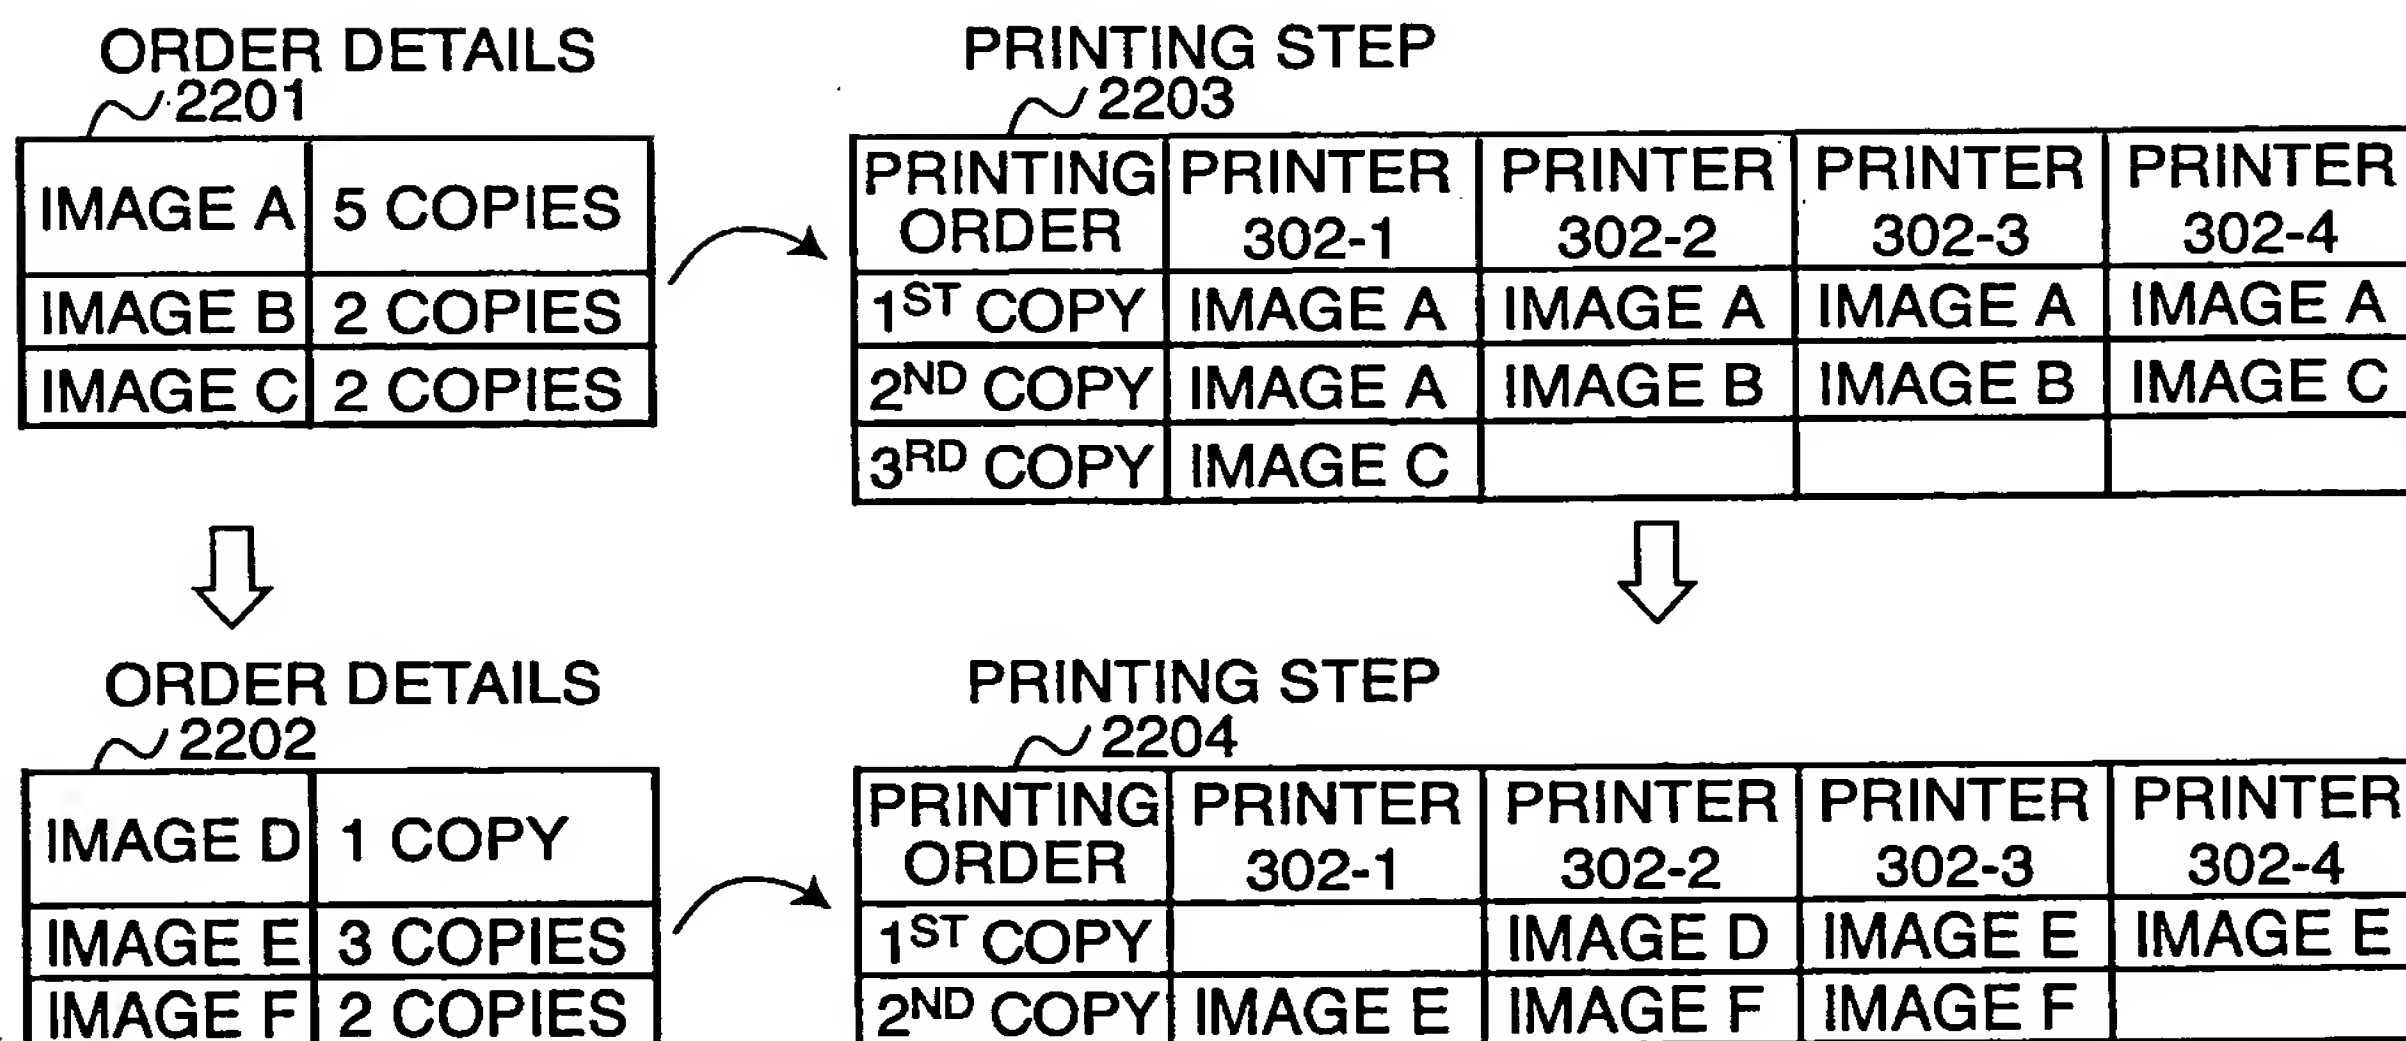 ORDER DETAILS
2201
IMAGE A 5 COPIES
IMAGE B 2 COPIES
IMAGE C 2 COPIES
PRINTING STEP
2203
PRINTING ORDER PRINTER 302-1 PRINTER 302-2 PRINTER 302-3 PRINTER 302-4
1ST COPY IMAGE A IMAGE A IMAGE A IMAGE A
2ND COPY IMAGE A IMAGE B IMAGE B IMAGE C
3RD COPY IMAGE C
ORDER DETAILS
2202
IMAGE D 1 COPY
IMAGE E 3 COPIES
IMAGE F 2 COPIES
PRINTING STEP
2204
PRINTING ORDER PRINTER 302-1 PRINTER 302-2 PRINTER 302-3 PRINTER 302-4
1ST COPY IMAGE D IMAGE E IMAGE E
2ND COPY IMAGE E IMAGE F IMAGE F